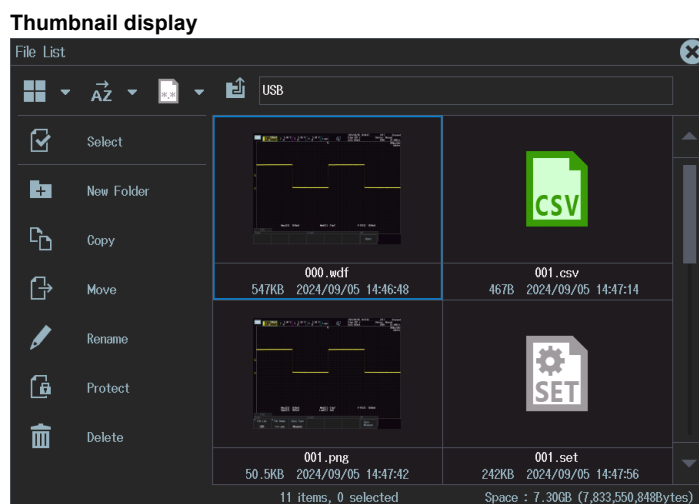 Thumbnail display
File List
AZ
*.*
USB
Select
New Folder
Copy
Move
Rename
Protect
Delete
CSV
000.wdf
547KB 2024/09/05 14:46:48
001.csv
467B 2024/09/05 14:47:14
SET
001.png
50.5KB 2024/09/05 14:47:42
001.set
242KB 2024/09/05 14:47:56
11 items, 0 selected
Space : 7.30GB (7,833,550,848Bytes)